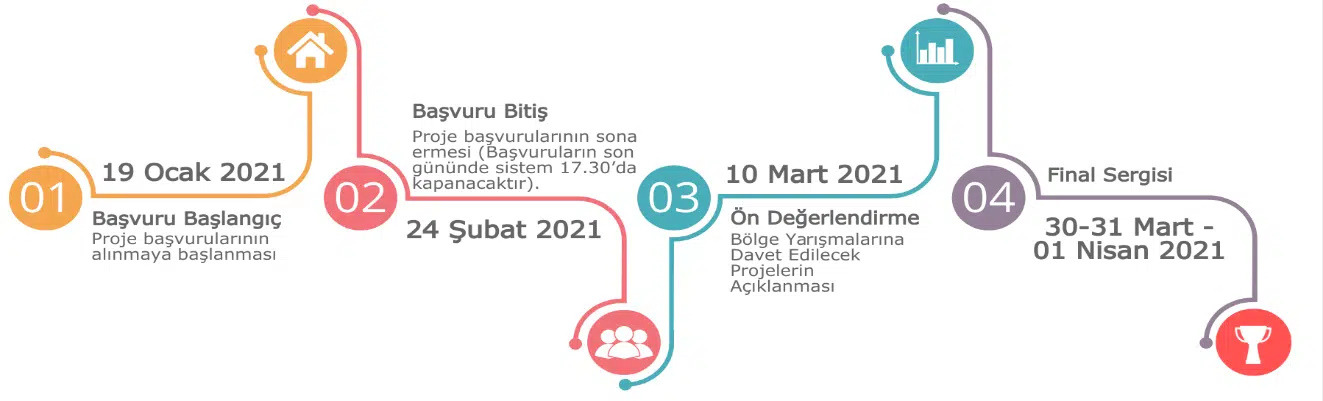 01
19 Ocak 2021
Başvuru Başlangıç
Proje başvurularının
alınmaya başlanması
02
Başvuru Bitiş
Proje başvurularının sona
ermesi (Başvuruların son
gününde sistem 17.30’da
kapanacaktır).
24 Şubat 2021
03
10 Mart 2021
Ön Değerlendirme
Bölge Yarışmalarına
Davet Edilecek
Projelerin
Açıklanması
04
Final Sergisi
30-31 Mart -
01 Nisan 2021